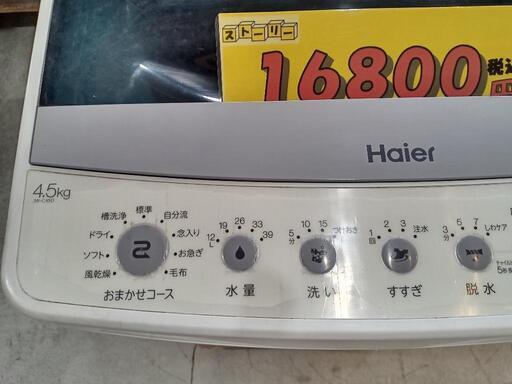 ストーリー
16800 税込
Haier
4.5kg
JW-C45D
槽洗浄 標準 自分流
ドライ 念入り
ソフト お急ぎ
風乾燥 毛布
おまかせコース
12 19 26 33 39
水量
5分 10 15 つけおき
洗い
1回 2 3 注水
すすぎ
3分 5 7 しわケア
脱水
5秒